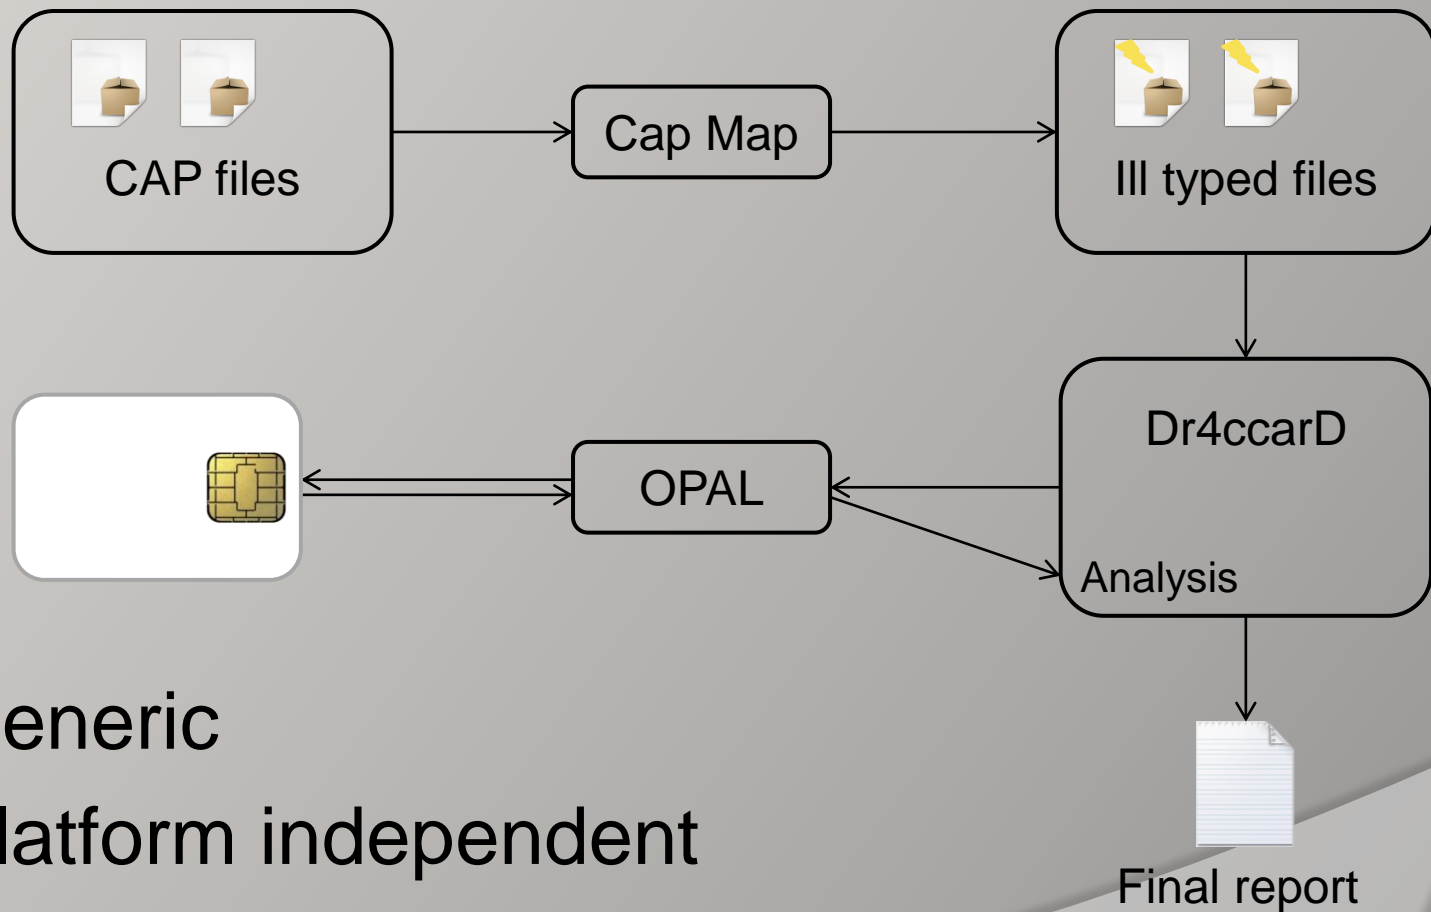 CAP files
Cap Map
Ill typed files
OPAL
Dr4ccarD
Analysis
eneric
latform independent
Final report